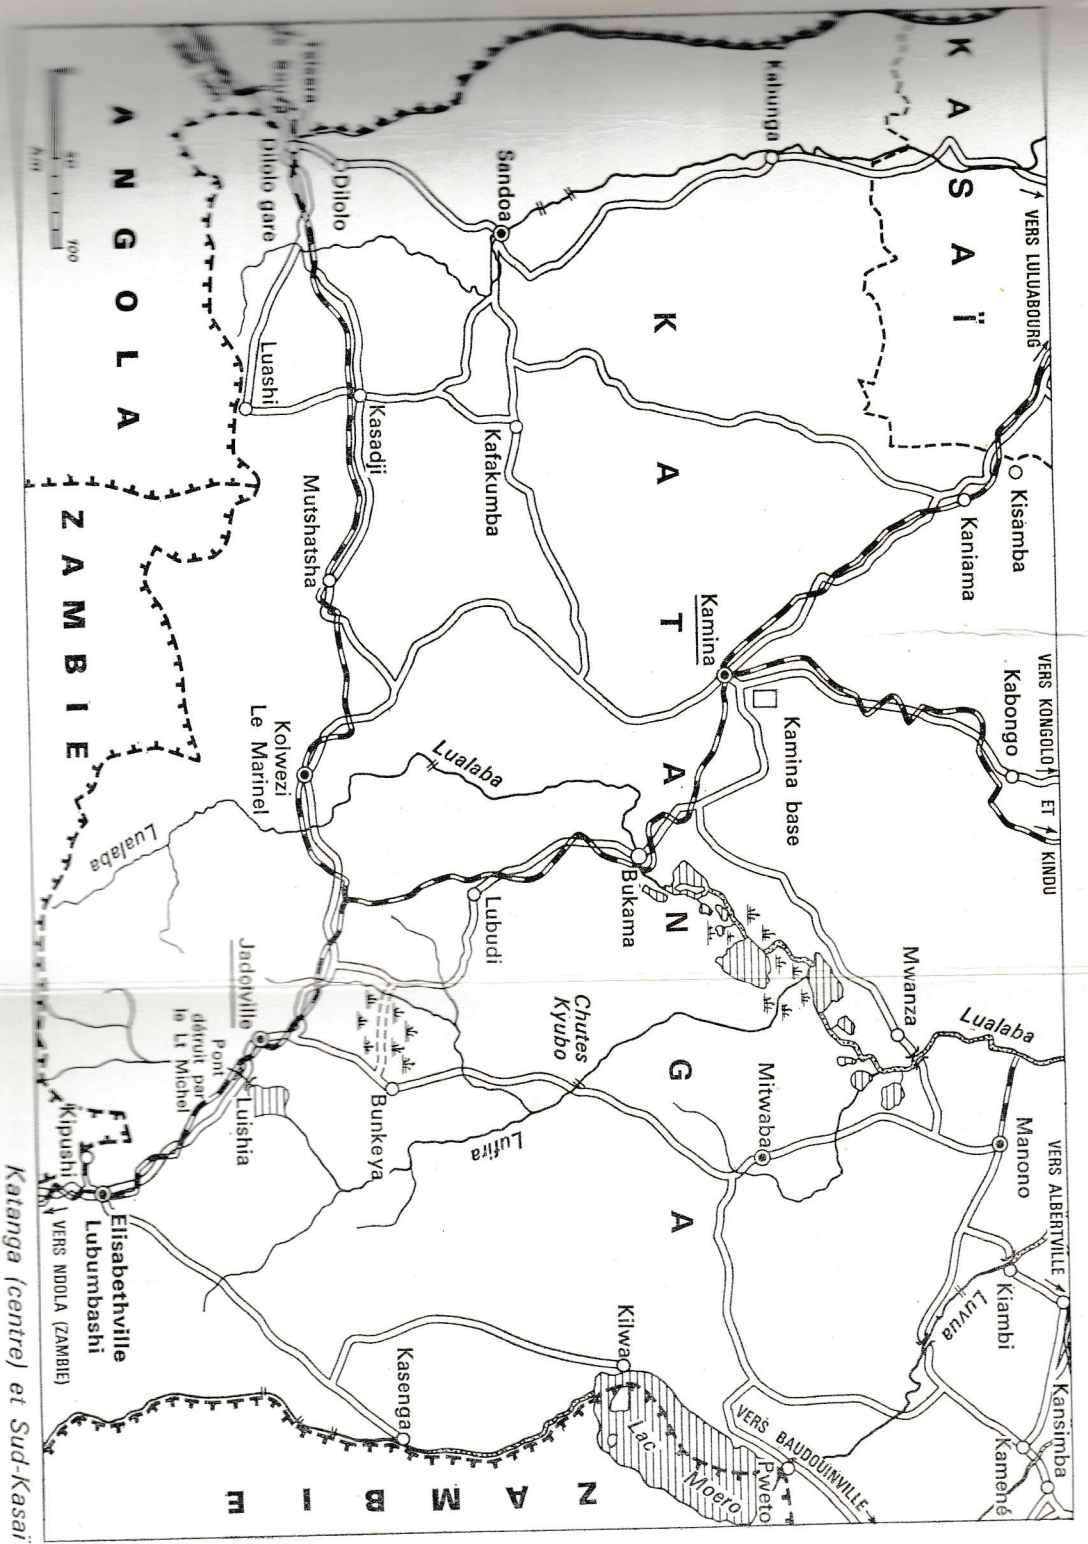 KASAÏ
VERS LULUABOURG
Kisamba
Kaniama
VERS KONGOLO ET KINDU
Kabongo
Mwanza
Lualaba
Manono
VERS ALBERTVILLE
Kiambi
Luvua
Kansimba
Kamené
Kabunga
Sandoa
KATANGA
Kamina
Kamina base
Bukama
Lualaba
Mitwaba
Chutes
Kyubo
Kilwa
Lac
Moero
Pweto
VERS BAUDOUINVILLE
Dilolo
Dilolo gare
Kafakumba
Kasadji
Luashi
Mutshatsha
Kolwezi
Le Marinel
Lubudi
Bunkeya
Lufira
Kasenga
ZAMBIE
Lualaba
Jadotville
Pont
détruit par
le Lt Michel
Luishia
Kipushi
Elisabethville
Lubumbashi
VERS NDOLA (ZAMBIE)
ANGOLA
ZAMBIE
50
100
km
Katanga (centre) et Sud-Kasaï